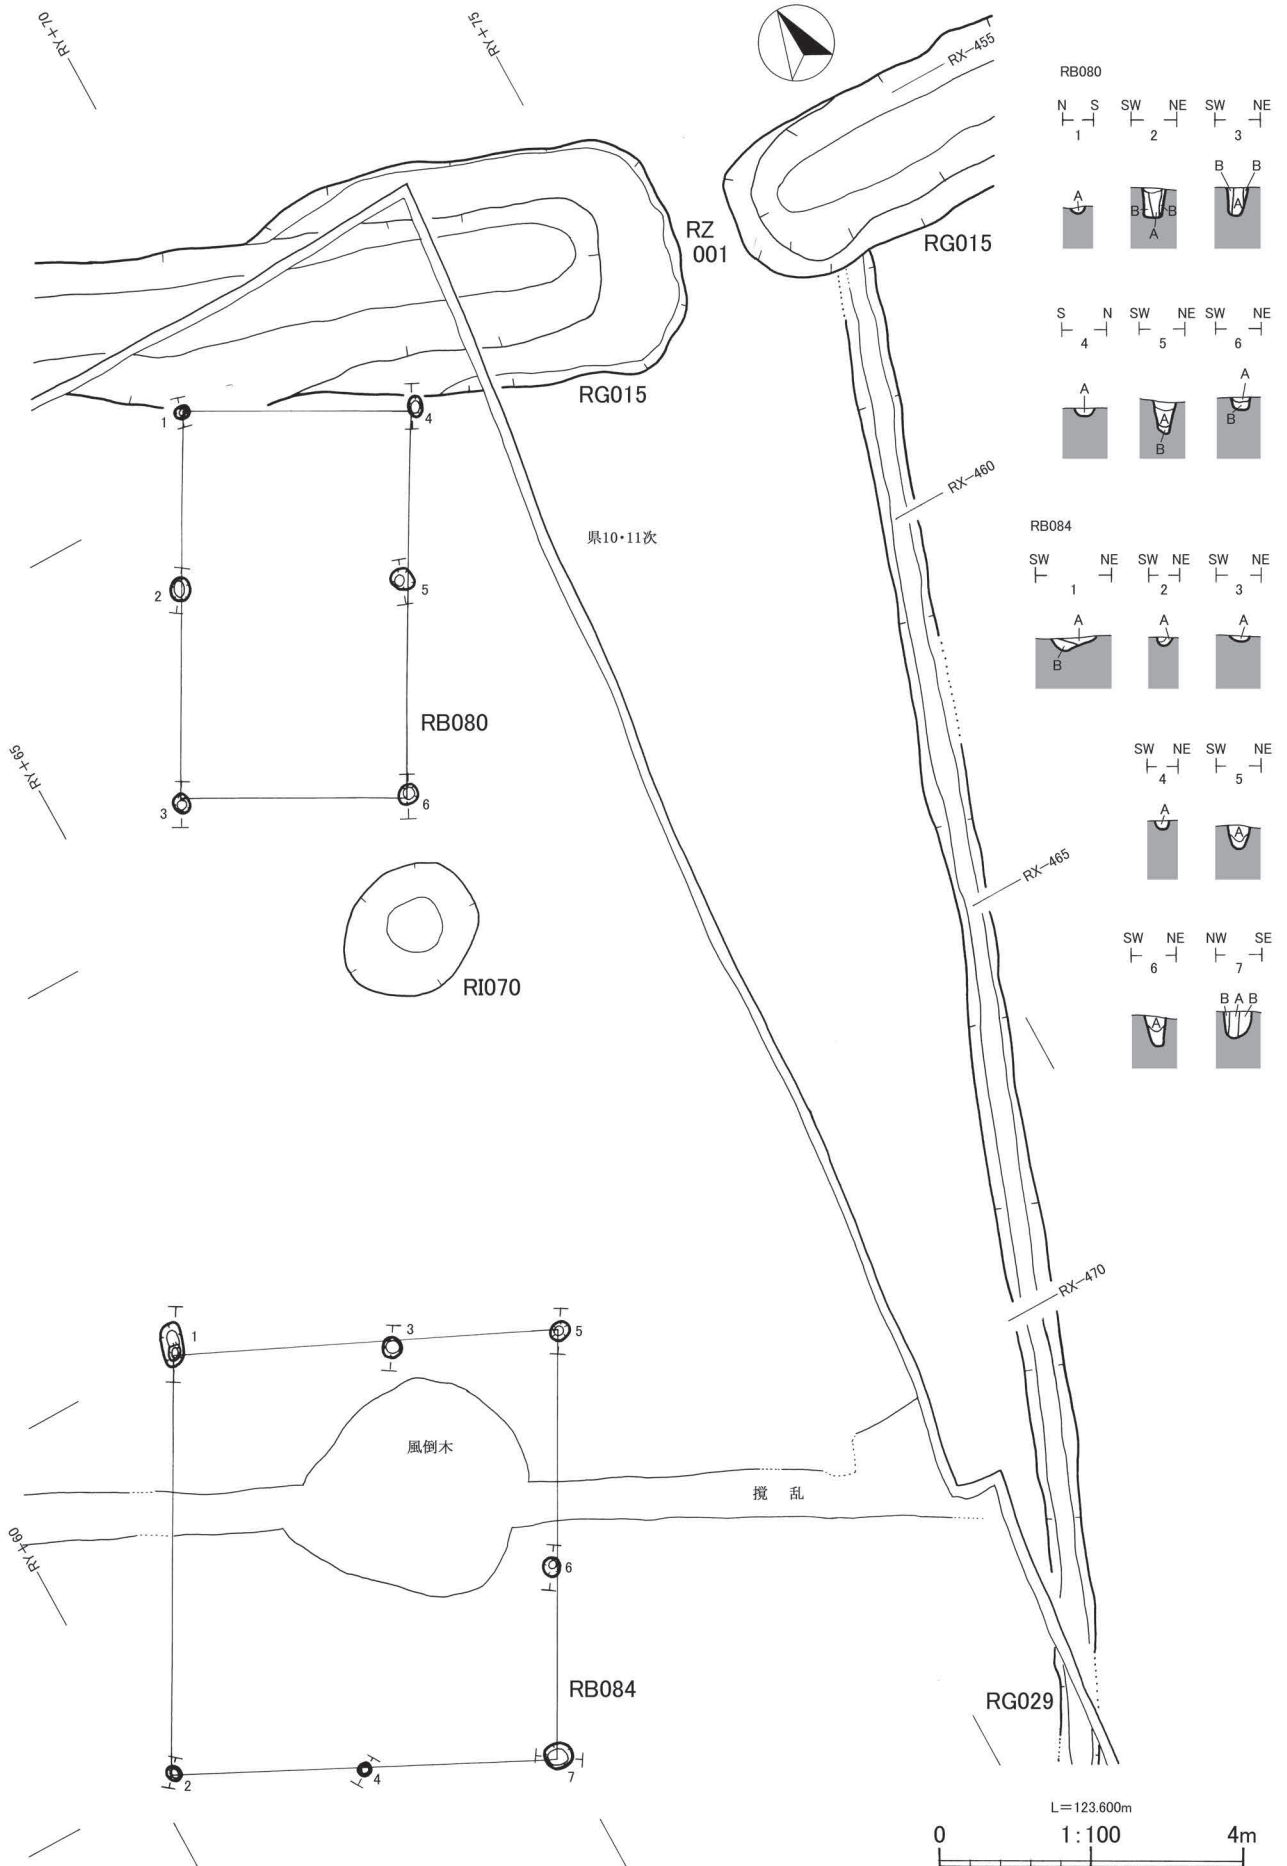 RY+70
RY+75
RX-455
RZ
001
RG015
RG015
1
4
RX-460
県10・11次
2
5
RB080
RY+65
3
6
RX-465
RI070
RX-470
1
3
5
風倒木
撹 乱
RY+60
6
RB084
RG029
2
4
7
RB080
N S SW NE SW NE
1 2 3
A B B A B B A
S N SW NE SW NE
4 5 6
A A B A B
RB084
SW NE SW NE SW NE
1 2 3
A B A A
SW NE SW NE
4 5
A A
SW NE NW SE
6 7
A B A B
L=123.600m
0 1:100 4m